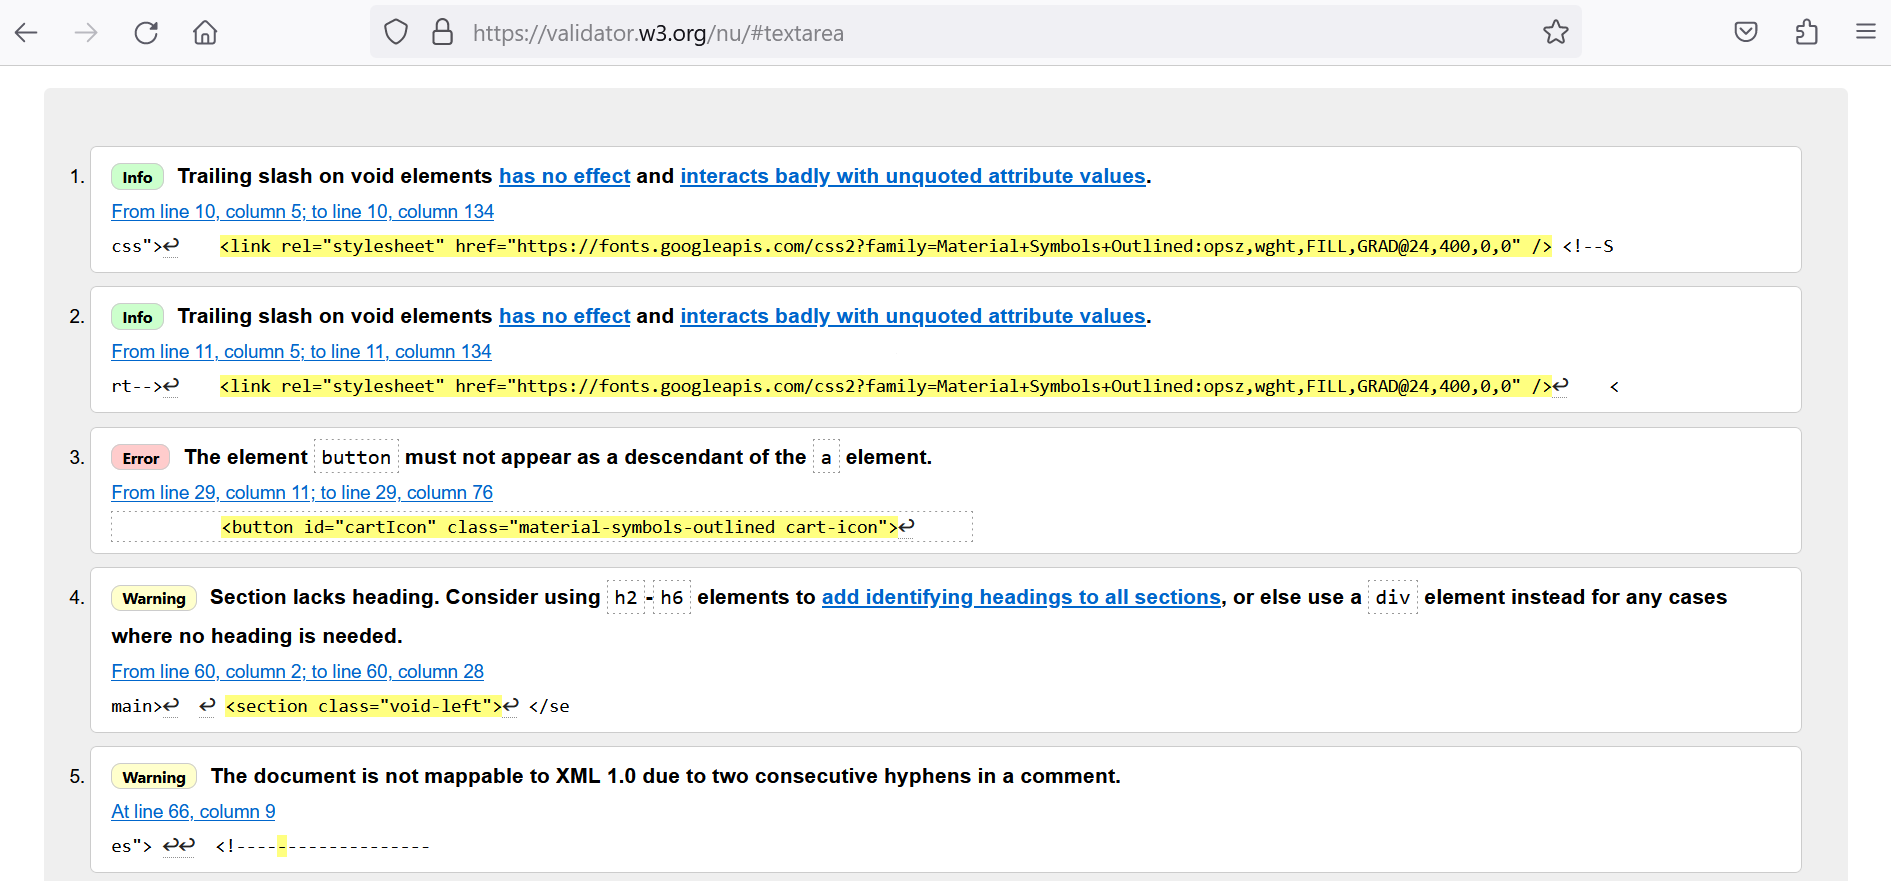 https://validator.w3.org/nu/#textarea
1. Info Trailing slash on void elements has no effect and interacts badly with unquoted attribute values.
From line 10, column 5; to line 10, column 134
css">↩ <link rel="stylesheet" href="https://fonts.googleapis.com/css2?family=Material+Symbols+Outlined:opsz,wght,FILL,GRAD@24,400,0,0" /> <!--S
2. Info Trailing slash on void elements has no effect and interacts badly with unquoted attribute values.
From line 11, column 5; to line 11, column 134
rt-->↩ <link rel="stylesheet" href="https://fonts.googleapis.com/css2?family=Material+Symbols+Outlined:opsz,wght,FILL,GRAD@24,400,0,0" />↩ <
3. Error The element button must not appear as a descendant of the a element.
From line 29, column 11; to line 29, column 76
<button id="cartIcon" class="material-symbols-outlined cart-icon">↩
4. Warning Section lacks heading. Consider using h2-h6 elements to add identifying headings to all sections, or else use a div element instead for any cases
where no heading is needed.
From line 60, column 2; to line 60, column 28
main>↩ ↩ <section class="void-left">↩ </se
5. Warning The document is not mappable to XML 1.0 due to two consecutive hyphens in a comment.
At line 66, column 9
es"> ↩↩ <!------------------